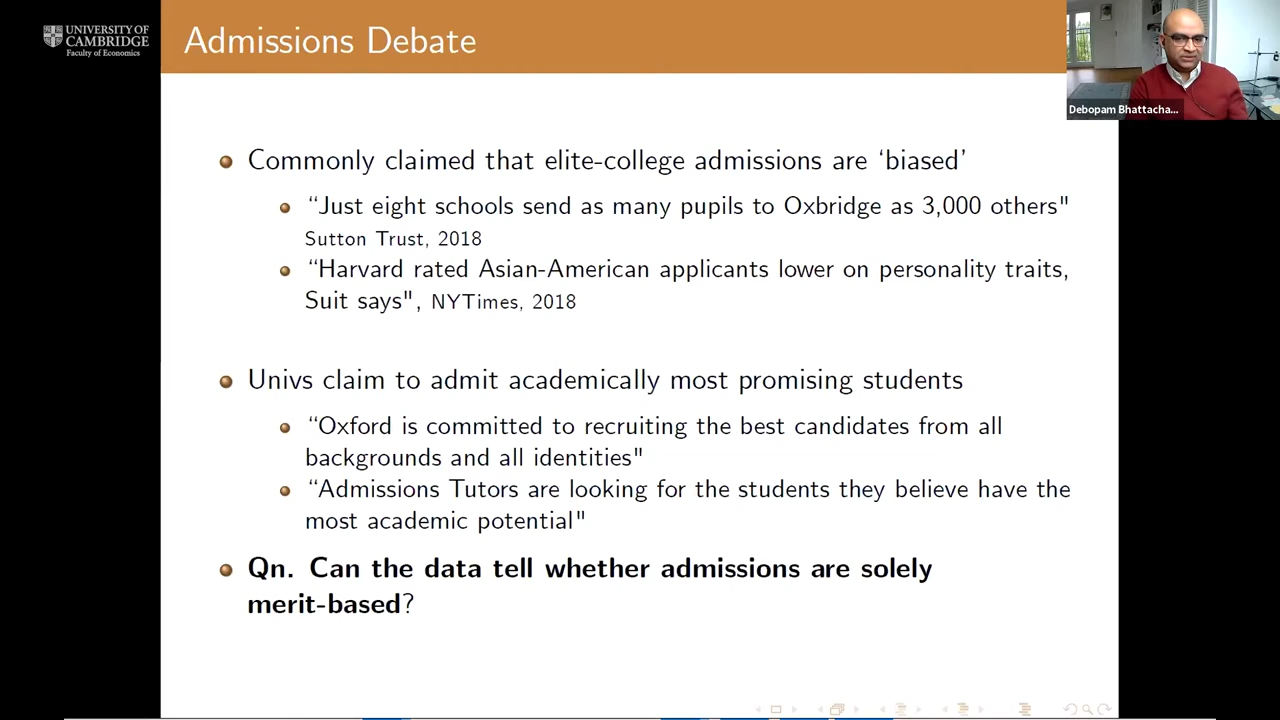 UNIVERSITY OF
CAMBRIDGE
Faculty of Economics
Admissions Debate
Debopam Bhattacha...
Commonly claimed that elite-college admissions are ‘biased’
“Just eight schools send as many pupils to Oxbridge as 3,000 others"
Sutton Trust, 2018
“Harvard rated Asian-American applicants lower on personality traits,
Suit says", NYTimes, 2018
Univs claim to admit academically most promising students
“Oxford is committed to recruiting the best candidates from all
backgrounds and all identities"
“Admissions Tutors are looking for the students they believe have the
most academic potential"
Qn. Can the data tell whether admissions are solely
merit-based?